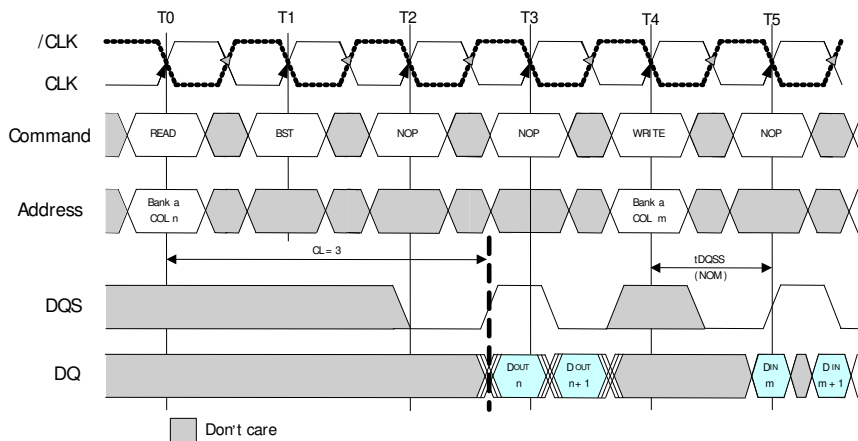 T0 T1 T2 T3 T4 T5
/CLK
CLK
Command READ BST NOP NOP WRITE NOP
Address Bank a COL n Bank a COL m
CL = 3
tDQSS
(NOM)
DQS
DQ DOUT n DOUT n+1 DIN m DIN m+1
Don't care